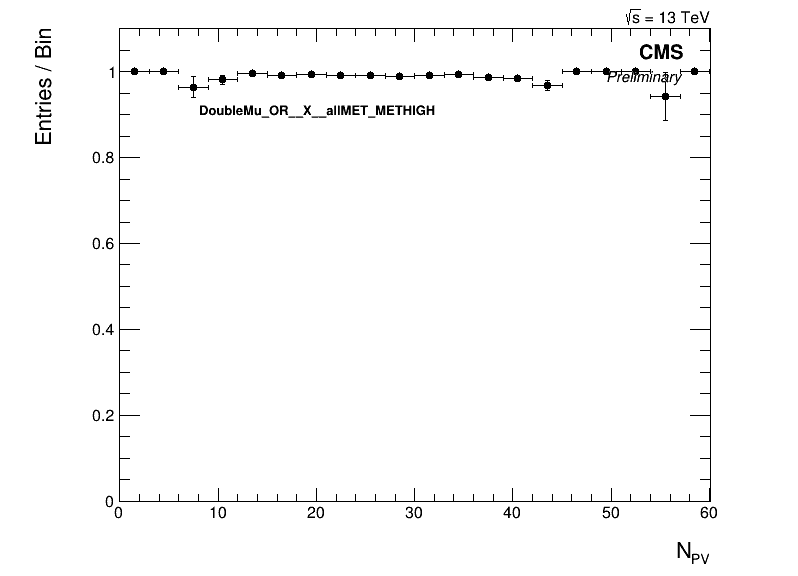 √s = 13 TeV
Entries / Bin
CMS
Preliminary
DoubleMu_OR__X__allMET_METHIGH
1
0.8
0.6
0.4
0.2
0
0 10 20 30 40 50 60
N_PV